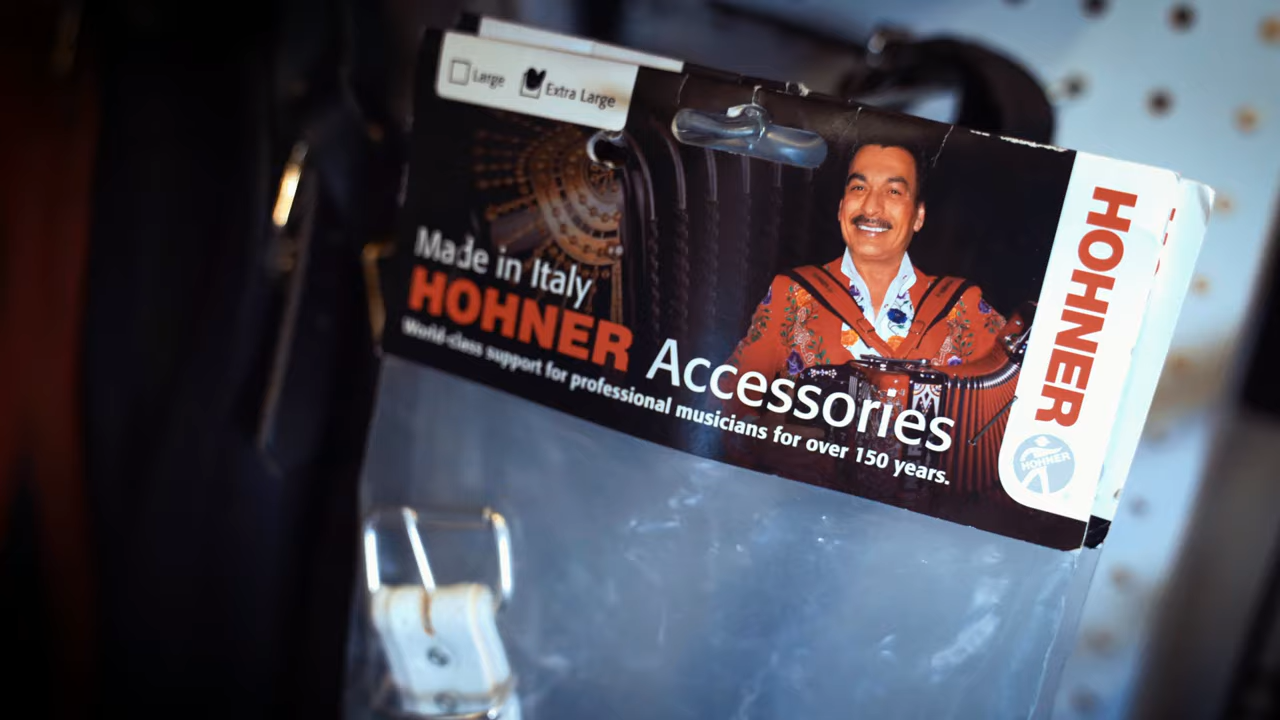 Large
Extra Large
Made in Italy
HOHNER
Accessories
World-class support for professional musicians for over 150 years.
HOHNER
HOHNER